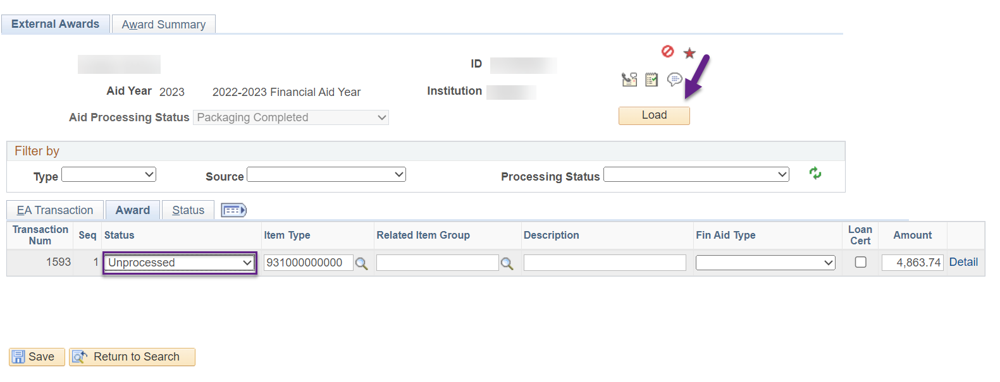 External Awards Award Summary
ID
Aid Year 2023 2022-2023 Financial Aid Year Institution
Aid Processing Status Packaging Completed Load
Filter by
Type Source Processing Status
EA Transaction Award Status
Transaction Num Seq Status Item Type Related Item Group Description Fin Aid Type Loan Cert Amount
1593 1 Unprocessed 931000000000 4,863.74 Detail
Save Return to Search